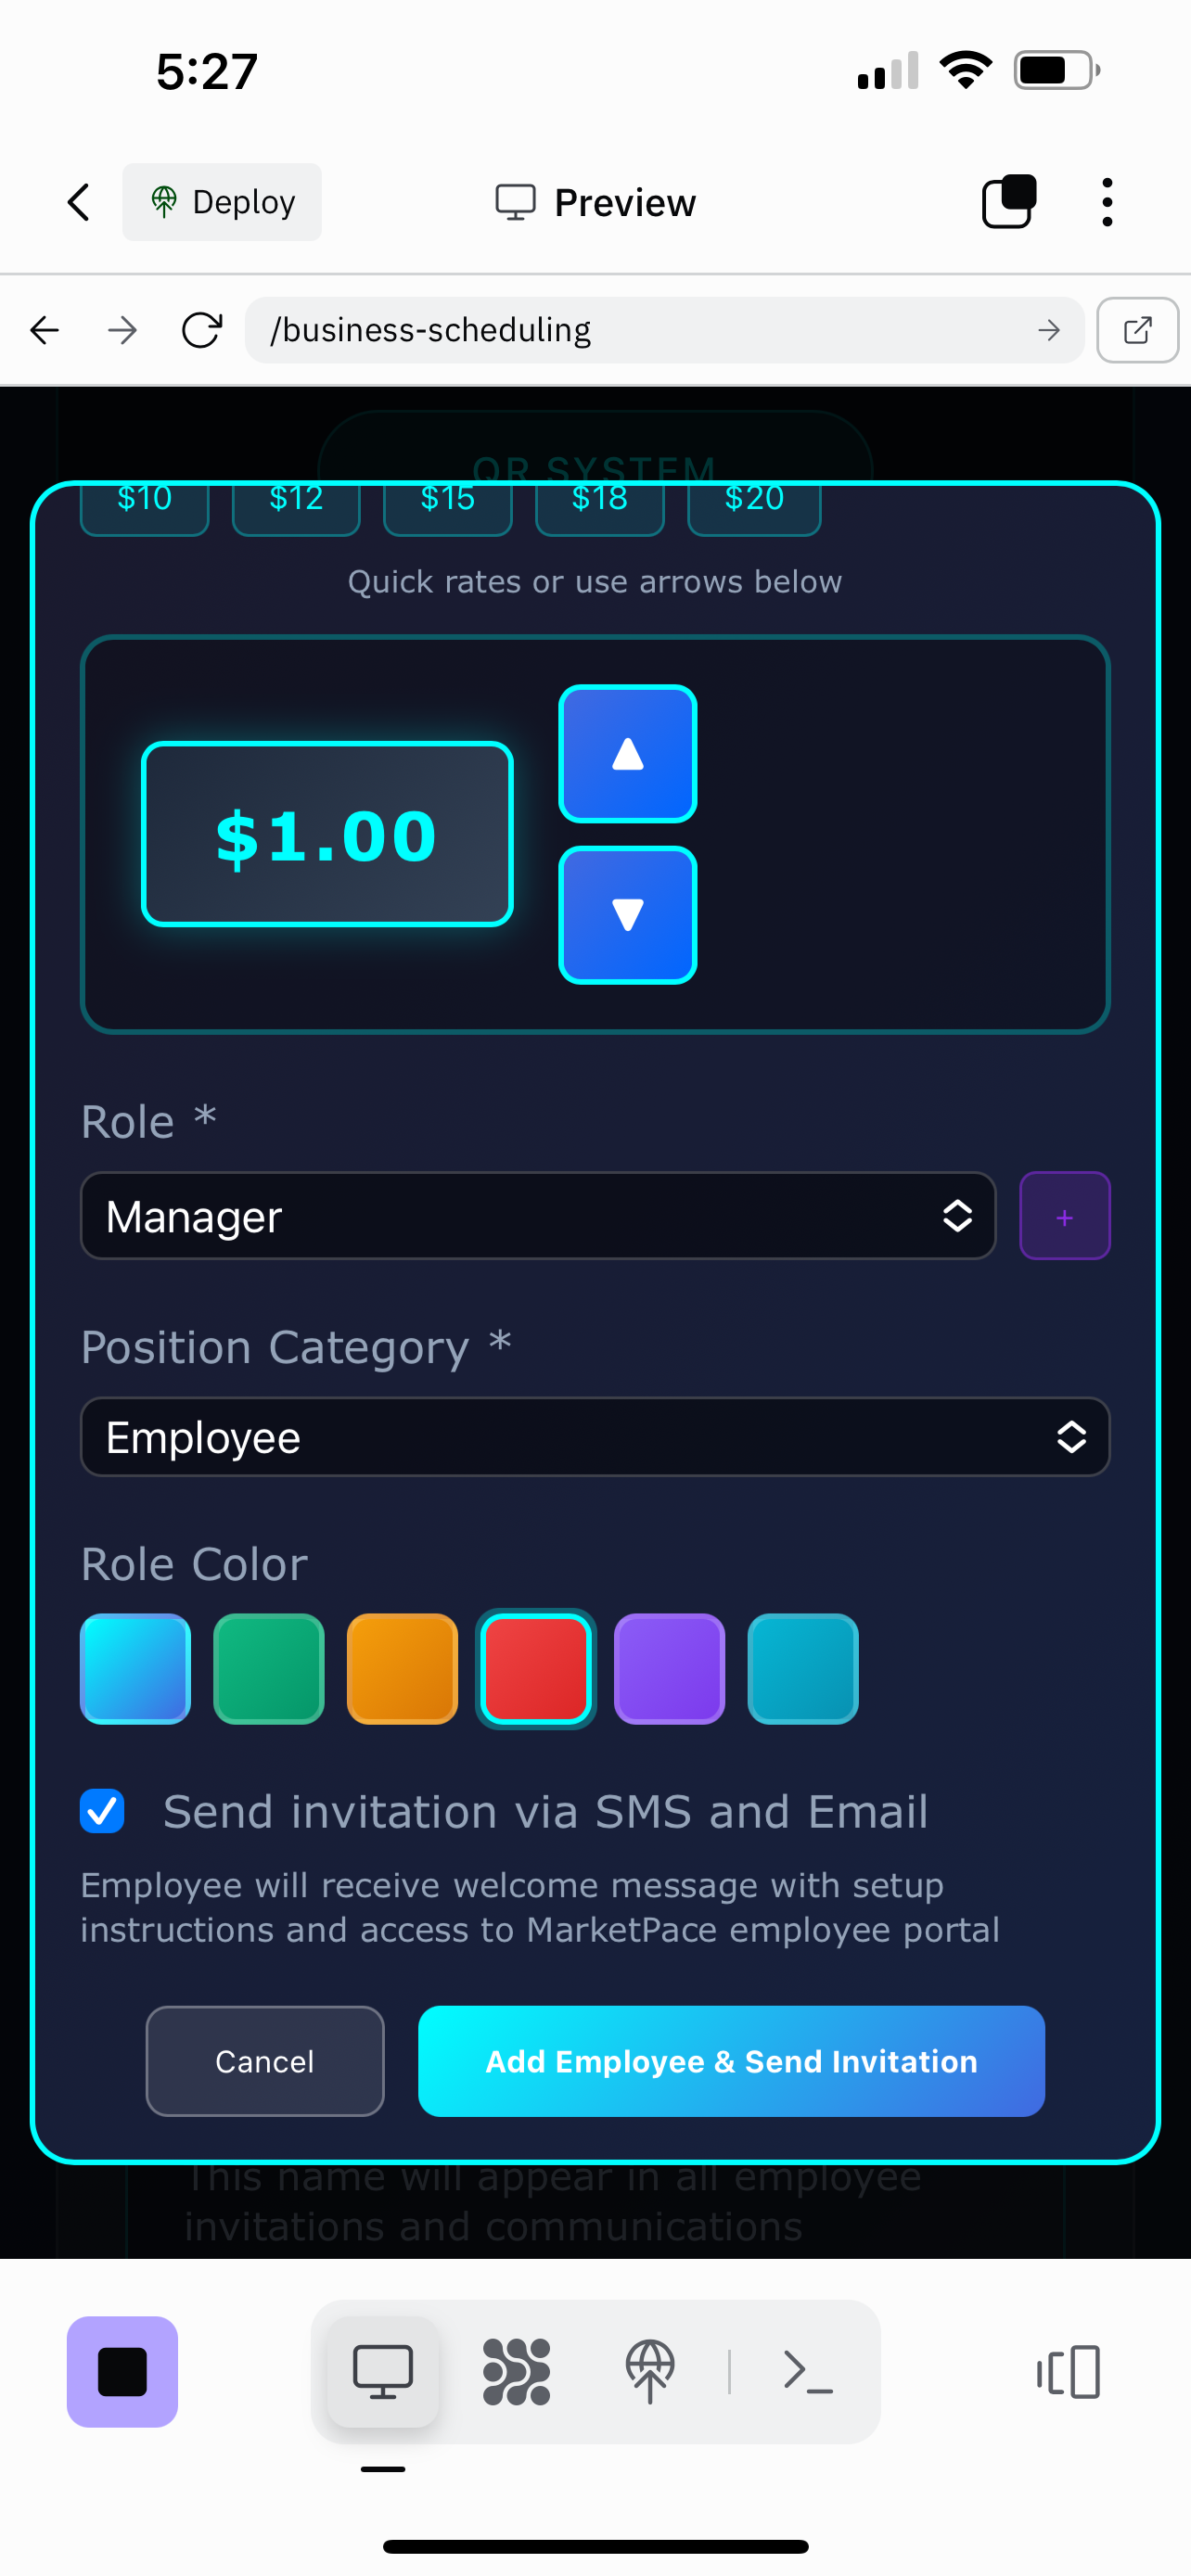 5:27
Deploy
Preview
/business-scheduling
QR SYSTEM
$10 $12 $15 $18 $20
Quick rates or use arrows below
$1.00
Role *
Manager
+
Position Category *
Employee
Role Color
Send invitation via SMS and Email
Employee will receive welcome message with setup
instructions and access to MarketPace employee portal
Cancel
Add Employee & Send Invitation
This name will appear in all employee
invitations and communications